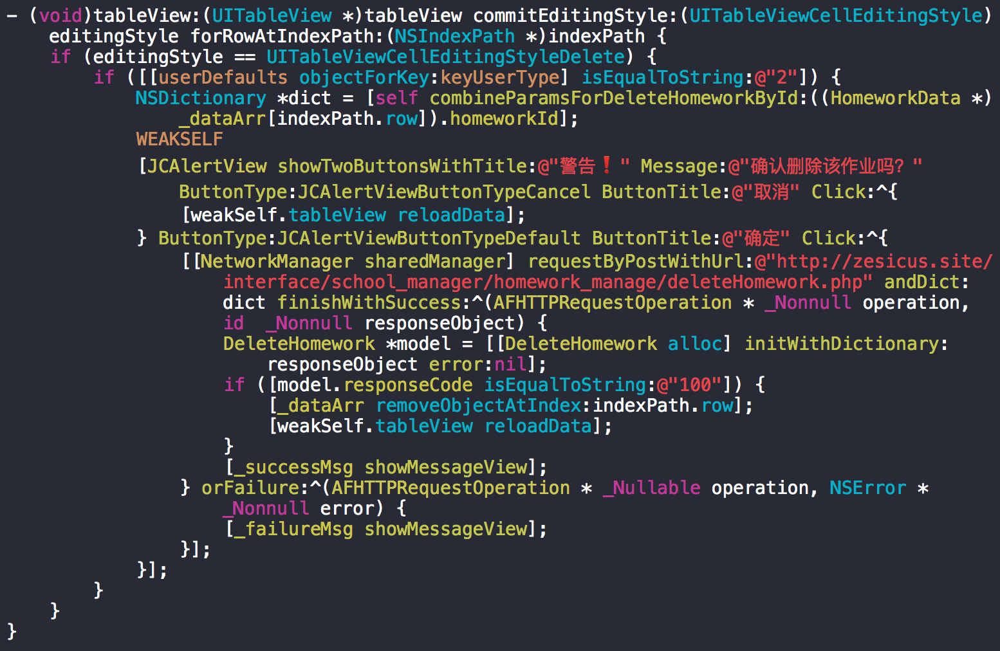 - (void)tableView:(UITableView *)tableView commitEditingStyle:(UITableViewCellEditingStyle)
editingStyle forRowAtIndexPath:(NSIndexPath *)indexPath {
if (editingStyle == UITableViewCellEditingStyleDelete) {
if ([[userDefaults objectForKey:keyUserType] isEqualToString:@"2"]) {
NSDictionary *dict = [self combineParamsForDeleteHomeworkById:((HomeworkData *)
_dataArr[indexPath.row]).homeworkId];
WEAKSELF
[JCAlertView showTwoButtonsWithTitle:@"警告❗" Message:@"确认删除该作业吗？"
ButtonType:JCAlertViewButtonTypeCancel ButtonTitle:@"取消" Click:^{
[weakSelf.tableView reloadData];
} ButtonType:JCAlertViewButtonTypeDefault ButtonTitle:@"确定" Click:^{
[[NetworkManager sharedManager] requestByPostWithUrl:@"http://zesicus.site/
interface/school_manager/homework_manage/deleteHomework.php" andDict:
dict finishWithSuccess:^(AFHTTPRequestOperation * _Nonnull operation,
id  _Nonnull responseObject) {
DeleteHomework *model = [[DeleteHomework alloc] initWithDictionary:
responseObject error:nil];
if ([model.responseCode isEqualToString:@"100"]) {
[_dataArr removeObjectAtIndex:indexPath.row];
[weakSelf.tableView reloadData];
}
[_successMsg showMessageView];
} orFailure:^(AFHTTPRequestOperation * _Nullable operation, NSError *
_Nonnull error) {
[_failureMsg showMessageView];
}];
}];
}
}
}